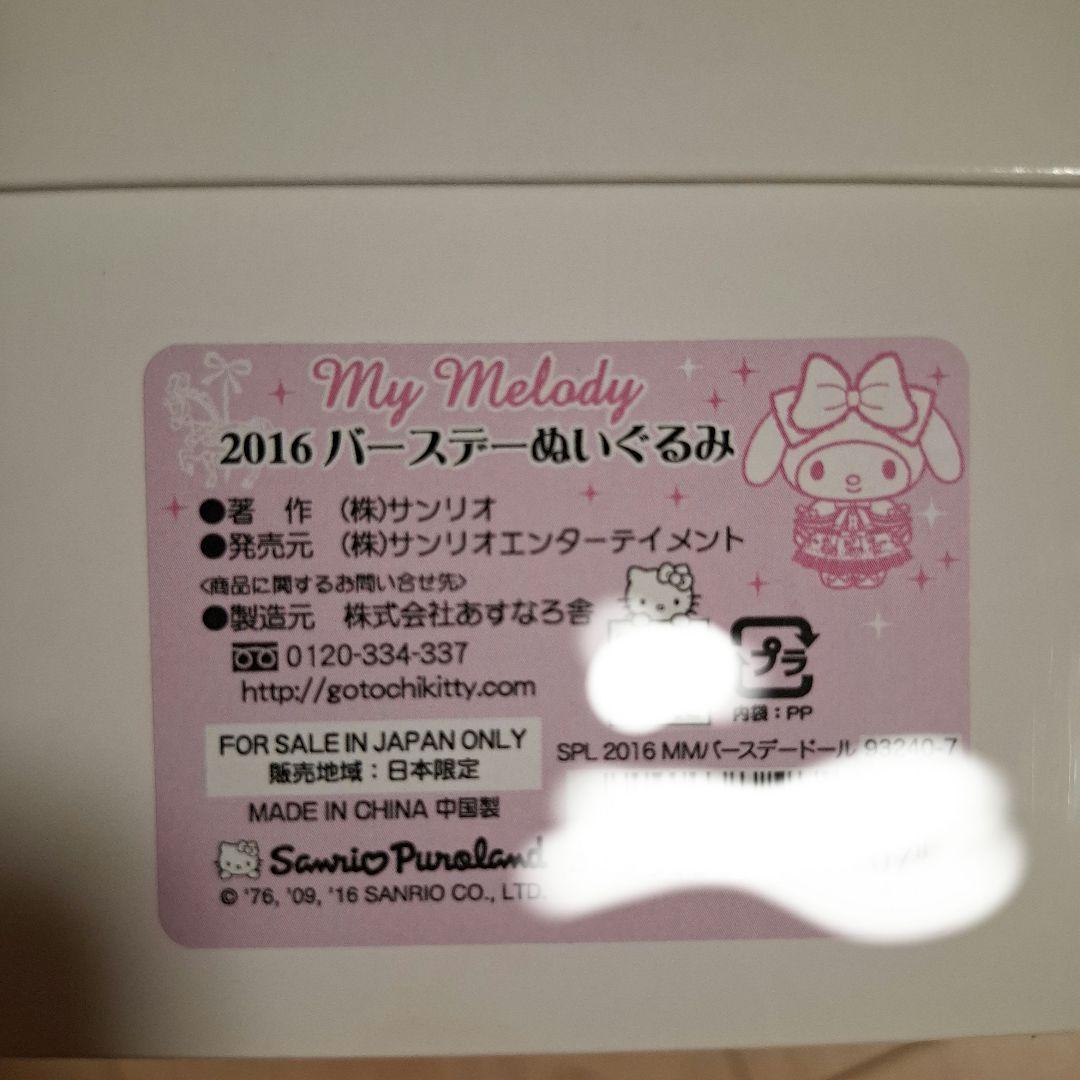 My Melody
2016 バースデーぬいぐるみ
●著 作 (株)サンリオ
●発売元 (株)サンリオエンターテイメント
<商品に関するお問い合せ先>
●製造元 株式会社あすなろ舎
0120-334-337
http://gotochikitty.com
プラ
内袋：PP
FOR SALE IN JAPAN ONLY
販売地域：日本限定
SPL 2016 MMバースデードール 93240-7
MADE IN CHINA 中国製
Sanrio Puroland
© '76, '09, '16 SANRIO CO., LTD.